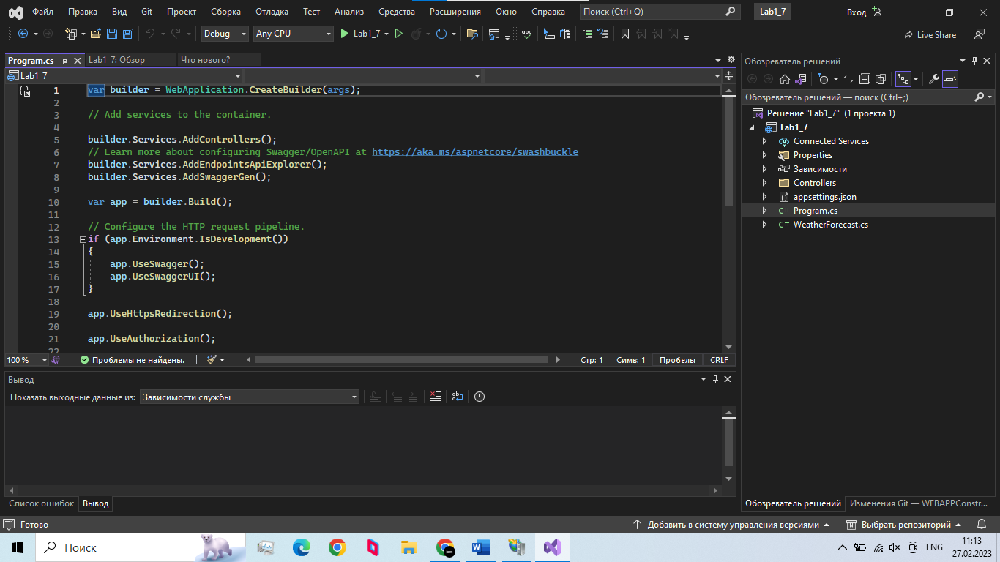 Файл Правка Вид Git Проект Сборка Отладка Тест Анализ Средства Расширения Окно Справка Поиск (Ctrl+Q) Lab1_7 Вход
Debug Any CPU Lab1_7 Live Share
Program.cs Lab1_7: Обзор Что нового?
Lab1_7
1 var builder = WebApplication.CreateBuilder(args);
2
3 // Add services to the container.
4
5 builder.Services.AddControllers();
6 // Learn more about configuring Swagger/OpenAPI at https://aka.ms/aspnetcore/swashbuckle
7 builder.Services.AddEndpointsApiExplorer();
8 builder.Services.AddSwaggerGen();
9
10 var app = builder.Build();
11
12 // Configure the HTTP request pipeline.
13 if (app.Environment.IsDevelopment())
14 {
15 app.UseSwagger();
16 app.UseSwaggerUI();
17 }
18
19 app.UseHttpsRedirection();
20
21 app.UseAuthorization();
22
100 % Проблемы не найдены. Стр: 1 Симв: 1 Пробелы CRLF
Вывод
Показать выходные данные из: Зависимости службы
Список ошибок Вывод
Обозреватель решений
Обозреватель решений — поиск (Ctrl+;)
Решение "Lab1_7" (1 проекта 1)
Lab1_7
Connected Services
Properties
Зависимости
Controllers
appsettings.json
C# Program.cs
C# WeatherForecast.cs
Обозреватель решений Изменения Git — WEBAPPConstr...
Готово Добавить в систему управления версиями Выбрать репозиторий
Поиск ENG 11:13
27.02.2023